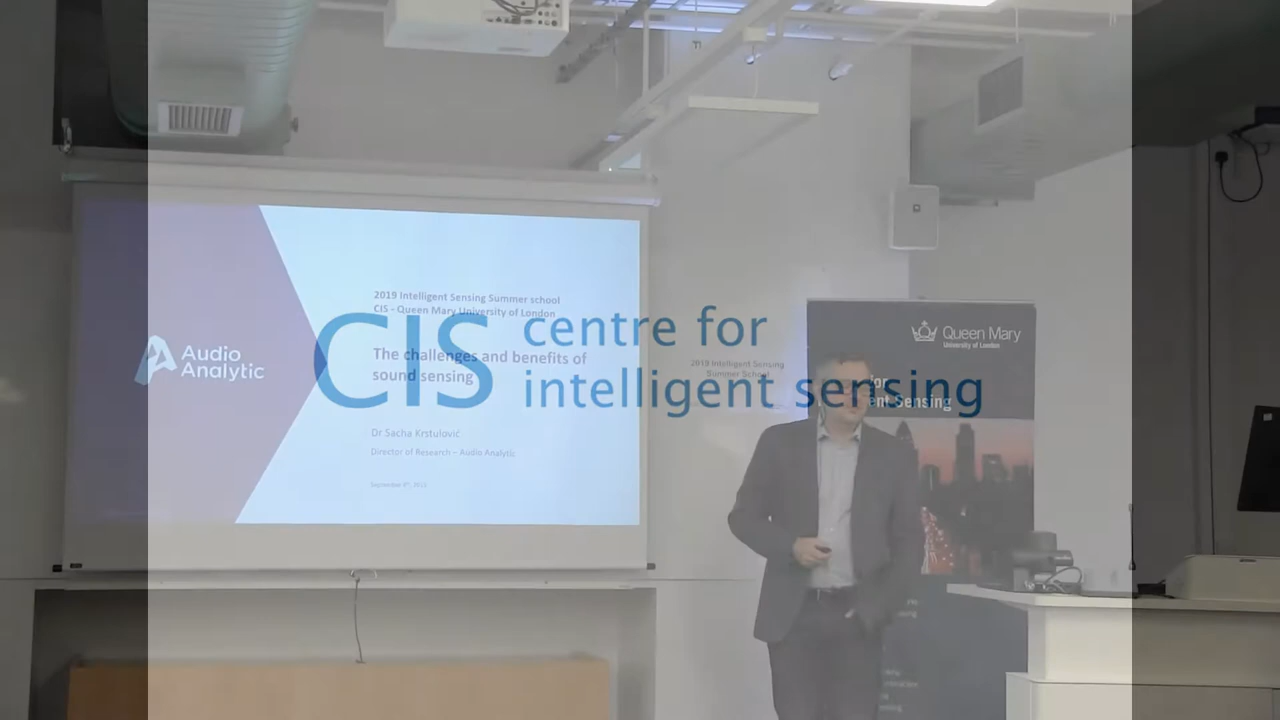 2019 Intelligent Sensing Summer school
CIS - Queen Mary University of London
The challenges and benefits of
sound sensing
Dr Sacha Krstulović
Director of Research – Audio Analytic
Audio
Analytic
CIS
centre for
intelligent sensing
2019 Intelligent Sensing
Summer School
Queen Mary
University of London
ent Sensing